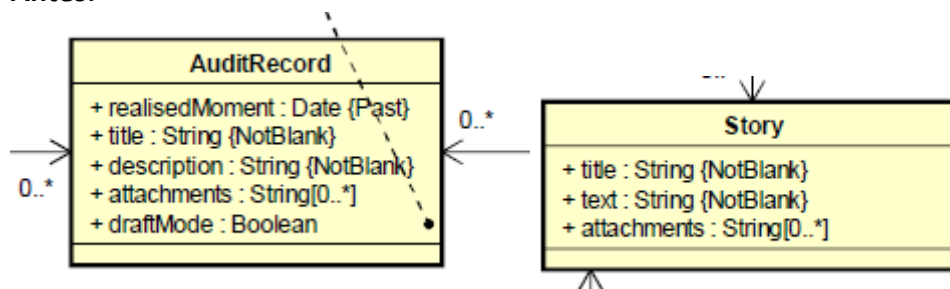 AuditRecord
+ realisedMoment : Date {Past}
+ title : String {NotBlank}
+ description : String {NotBlank}
+ attachments : String[0..*]
+ draftMode : Boolean
0..*
0..*
Story
+ title : String {NotBlank}
+ text : String {NotBlank}
+ attachments : String[0..*]